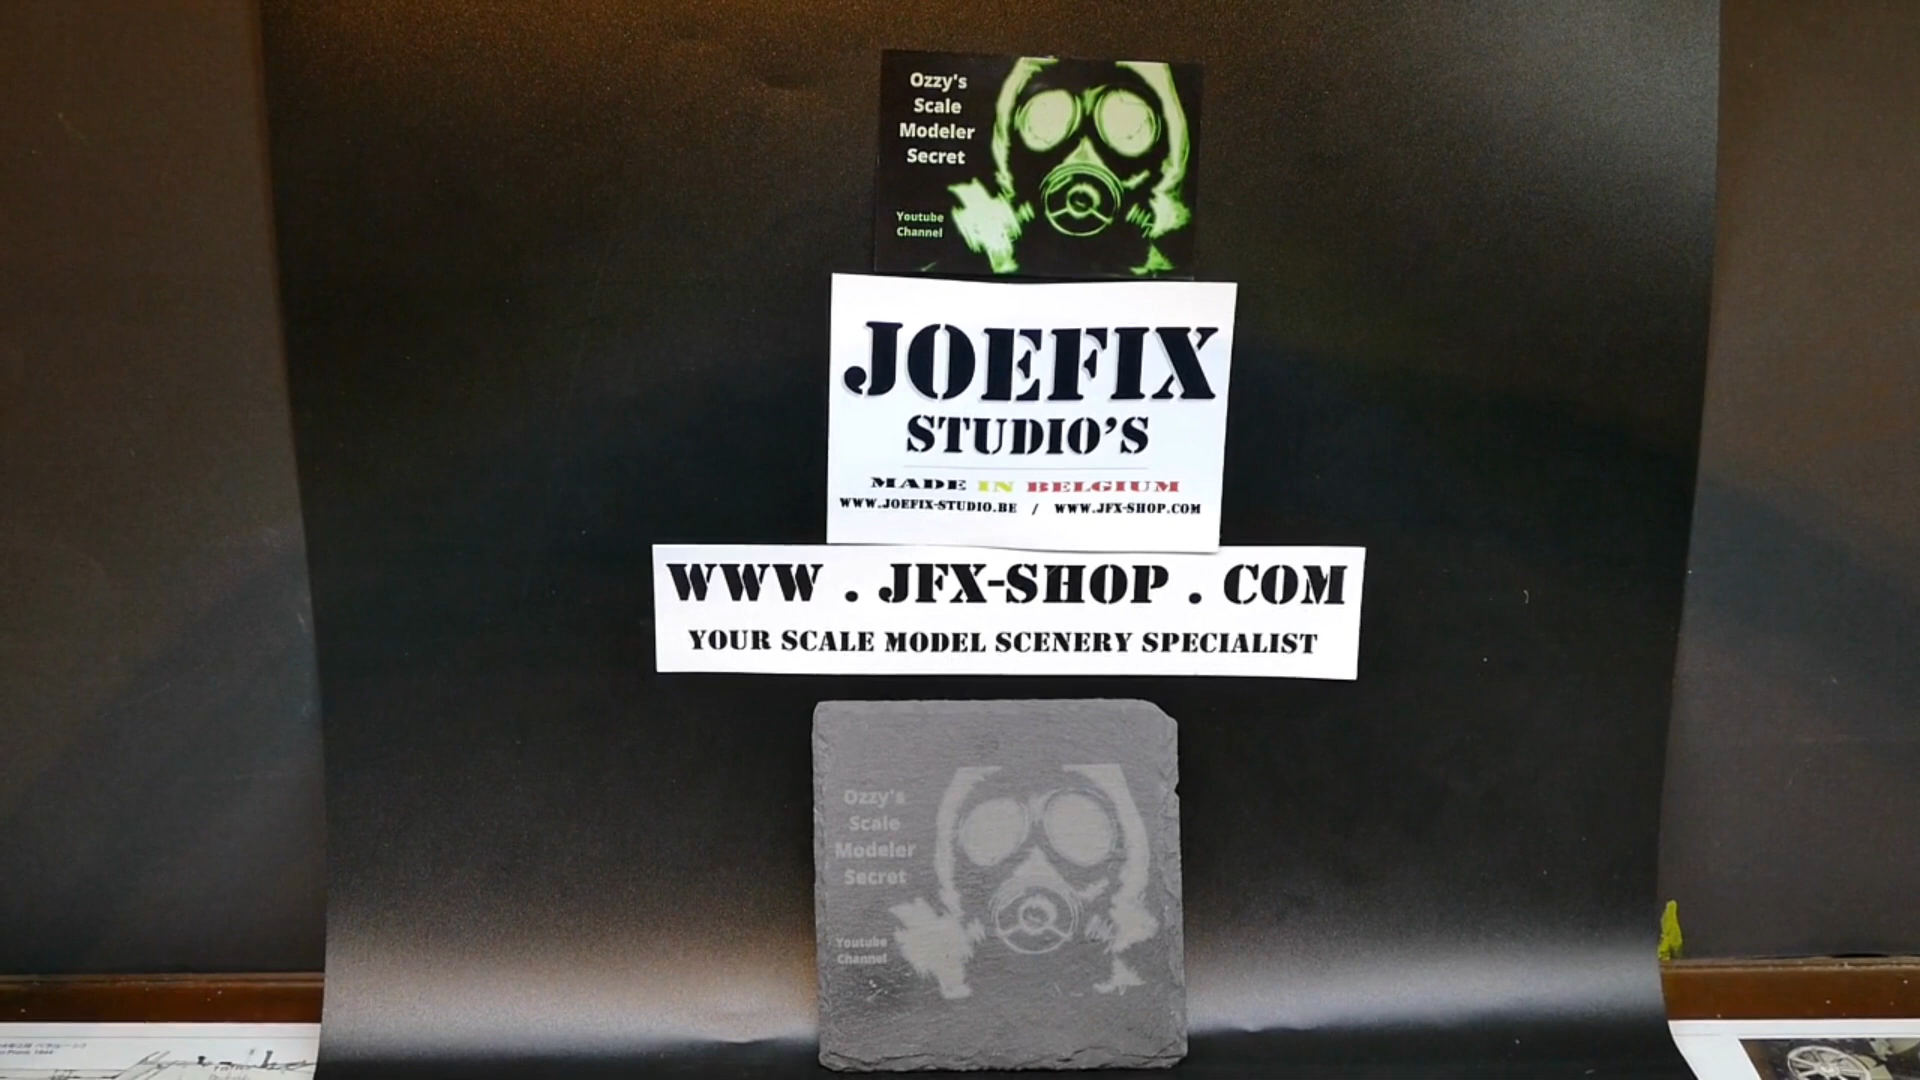 Ozzy's
Scale
Modeler
Secret
Youtube
Channel
JOEFIX
STUDIO'S
MADE IN BELGIUM
WWW.JOEFIX-STUDIO.BE / WWW.JFX-SHOP.COM
WWW . JFX-SHOP . COM
YOUR SCALE MODEL SCENERY SPECIALIST
Ozzy's
Scale
Modeler
Secret
Youtube
Channel